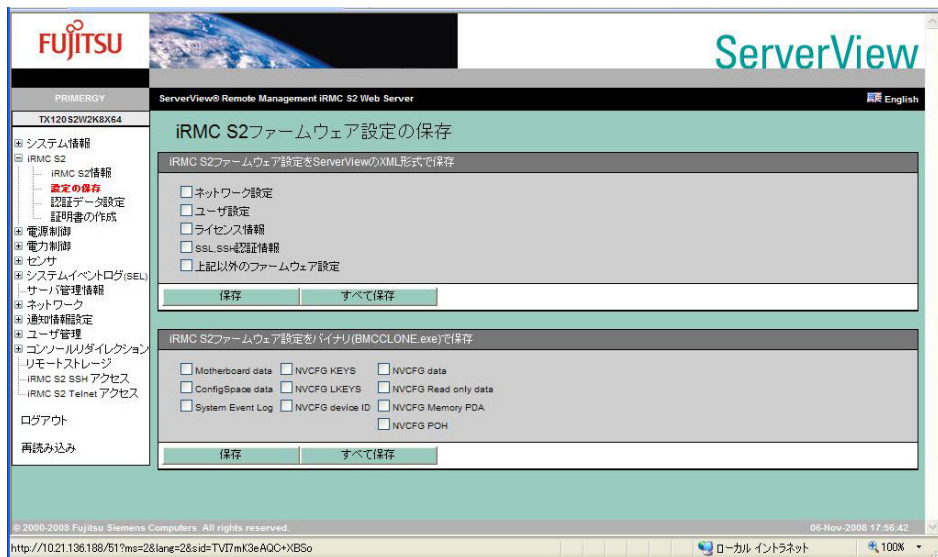 FUJITSU
ServerView
PRIMERGY
ServerView® Remote Management iRMC S2 Web Server
English
TX120S2W2K8X64
システム情報
iRMC S2
iRMC S2情報
設定の保存
認証データ設定
証明書の作成
電源制御
電力制御
センサ
システムイベントログ(SEL)
サーバ管理情報
ネットワーク
通知情報設定
ユーザ管理
コンソールリダイレクション
リモートストレージ
iRMC S2 SSH アクセス
iRMC S2 Telnet アクセス
ログアウト
再読み込み
iRMC S2ファームウェア設定の保存
iRMC S2ファームウェア設定をServerViewのXML形式で保存
ネットワーク設定
ユーザ設定
ライセンス情報
SSL,SSH認証情報
上記以外のファームウェア設定
保存 すべて保存
iRMC S2ファームウェア設定をバイナリ(BMCCLONE.exe)で保存
Motherboard data NVCFG KEYS NVCFG data
ConfigSpace data NVCFG LKEYS NVCFG Read only data
System Event Log NVCFG device ID NVCFG Memory PDA
NVCFG POH
保存 すべて保存
© 2000-2008 Fujitsu Siemens Computers All rights reserved.
06-Nov-2008 17:56:42
http://10.21.136.188/51?ms=2&lang=2&sid=TVI7mK3eAQC+XBSo
ローカル イントラネット
100%